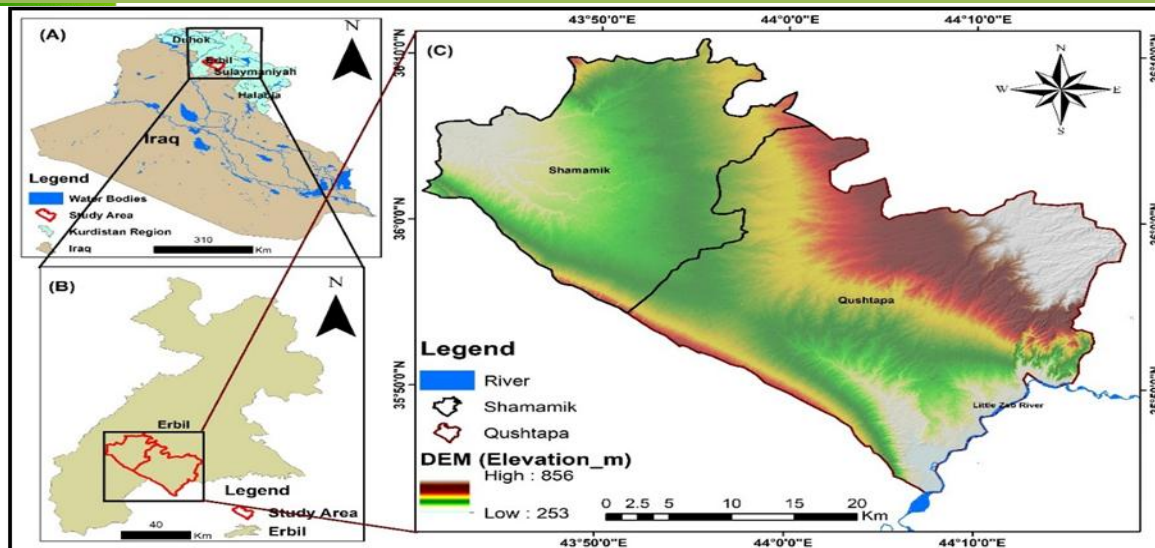 (A)
N
Duhok
Erbil
Sulaymaniyah
Halabja
Iraq
Legend
Water Bodies
Study Area
Kurdistan Region
Iraq
310
Km
(B)
N
Erbil
Legend
Study Area
Erbil
40
Km
43°50'0"E 44°0'0"E 44°10'0"E
(C)
N
W E
S
36°0'0"N
35°50'0"N
Shamamik
Qushtapa
Little Zab River
Legend
River
Shamamik
Qushtapa
DEM (Elevation_m)
High : 856
Low : 253
0 2.5 5 10 15 20
Km
43°50'0"E 44°0'0"E 44°10'0"E